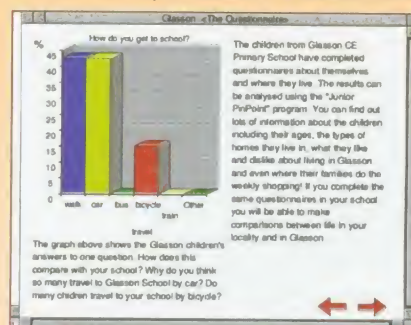 Glasson <The Questionnaire>
How do you get to school?
%
45
40
35
30
25
20
15
10
5
0
walk car bus bicycle Other
train
travel
The graph above shows the Glasson children's
answers to one question. How does this
compare with your school? Why do you think
so many travel to Glasson School by car? Do
many children travel to your school by bicycle?
The children from Glasson CE
Primary School have completed
questionnaires about themselves
and where they live. The results can
be analysed using the "Junior
PinPoint" program. You can find out
lots of information about the children
including their ages, the types of
homes they live in, what they like
and dislike about living in Glasson
and even where their families do the
weekly shopping! If you complete the
same questionnaires in your school
you will be able to make
comparisons between life in your
locality and in Glasson